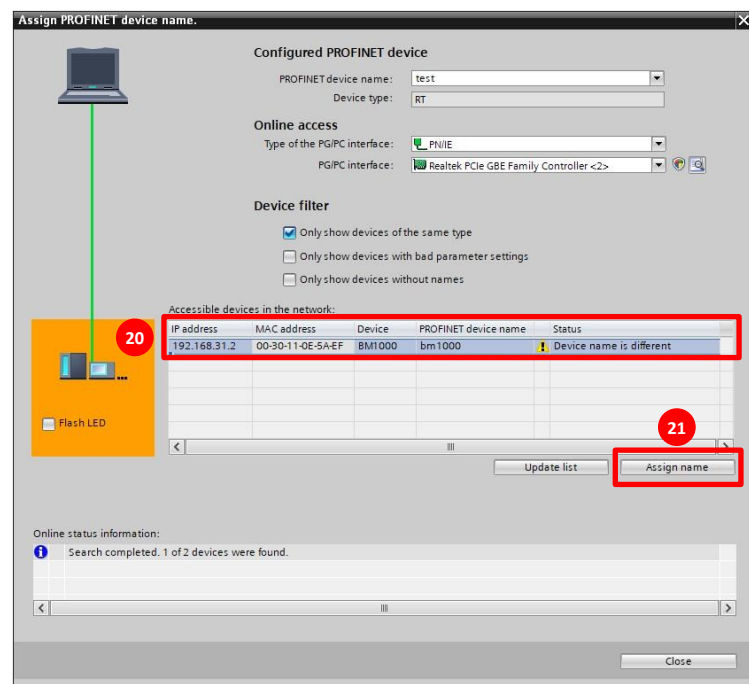 Assign PROFINET device name.
Configured PROFINET device
PROFINET device name: test
Device type: RT
Online access
Type of the PG/PC interface: PN/IE
PG/PC interface: Realtek PCIe GBE Family Controller <2>
Device filter
Only show devices of the same type
Only show devices with bad parameter settings
Only show devices without names
Accessible devices in the network:
20
IP address MAC address Device PROFINET device name Status
192.168.31.2 00-30-11-0E-5A-EF BM1000 bm1000 Device name is different
Flash LED
21
Update list Assign name
Online status information:
Search completed. 1 of 2 devices were found.
Close